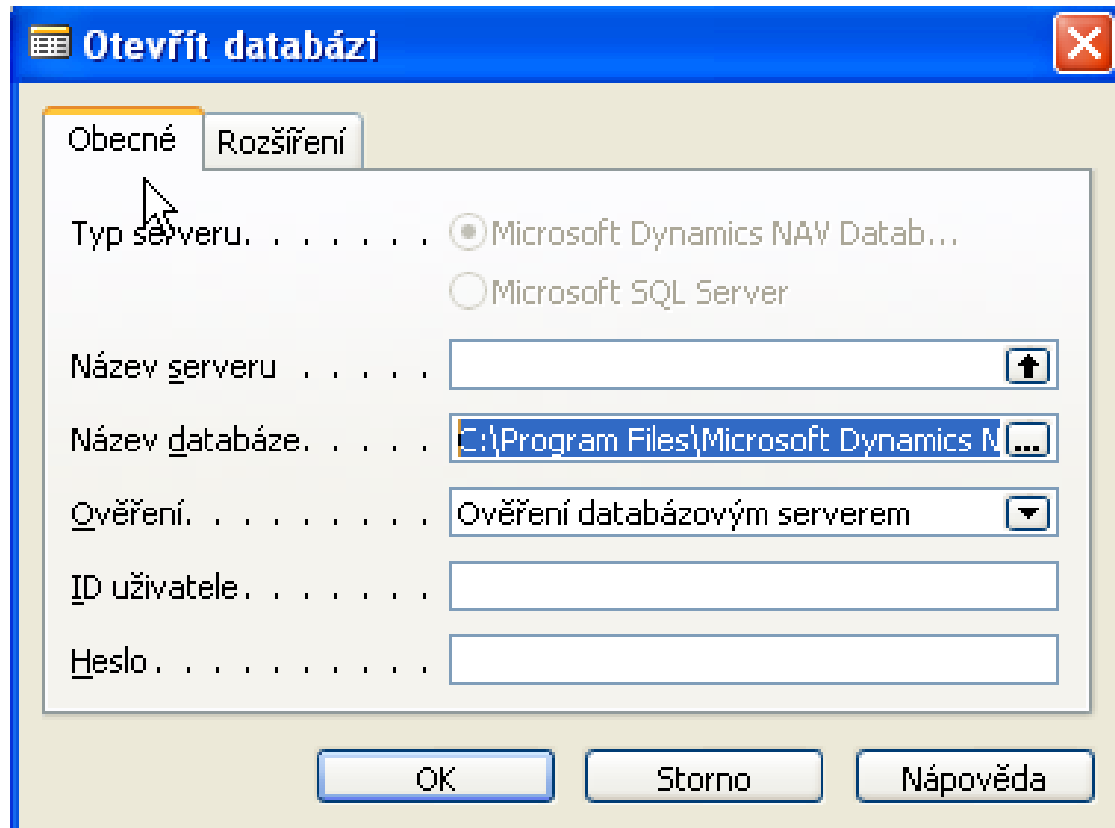 Otevřít databázi
Obecné Rozšíření
Typ serveru. . . . . . . Microsoft Dynamics NAV Datab...
Microsoft SQL Server
Název serveru . . . . .
Název databáze. . . . . C:\Program Files\Microsoft Dynamics N ...
Ověření. . . . . . . . . Ověření databázovým serverem
ID uživatele. . . . . . .
Heslo. . . . . . . . . .
OK Storno Nápověda